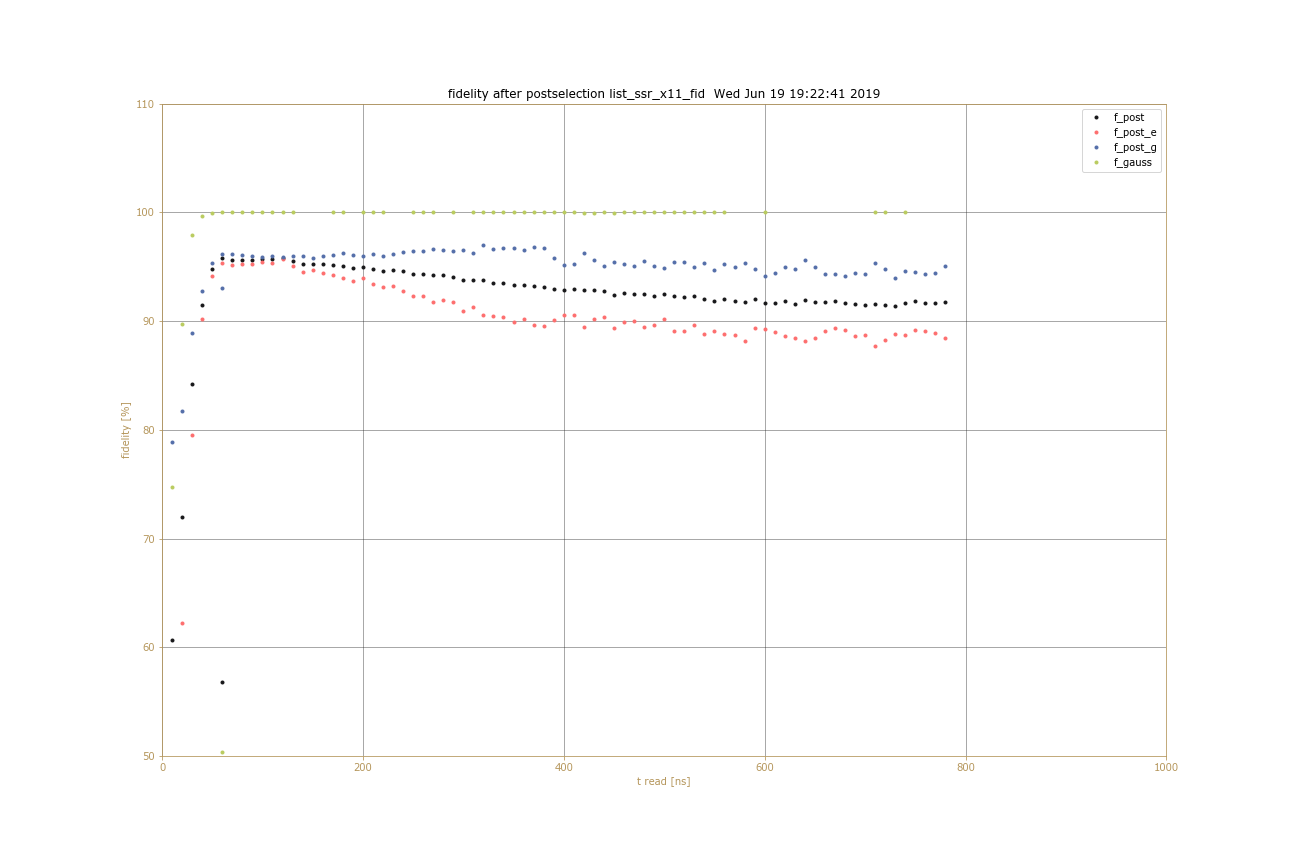 fidelity after postselection list_ssr_x11_fid  Wed Jun 19 19:22:41 2019
110
100
90
80
70
60
50
fidelity [%]
f_post
f_post_e
f_post_g
f_gauss
0
200
400
600
800
1000
t read [ns]